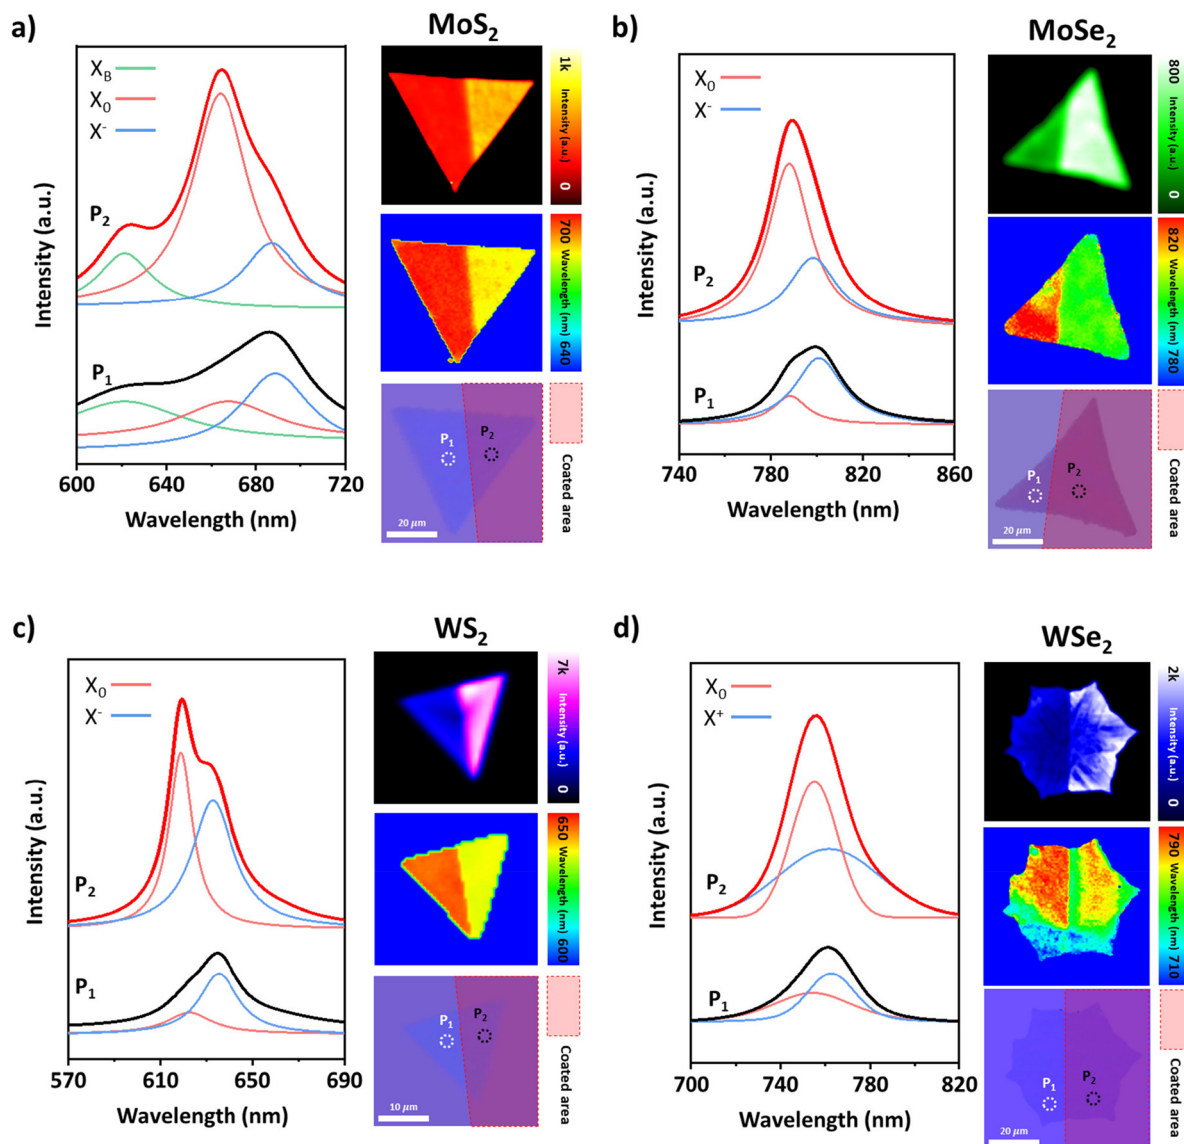 a)
MoS2
X_B
X_0
X-
P2
P1
Intensity (a.u.)
600 640 680 720
Wavelength (nm)
1k Intensity (a.u.) 0
700 Wavelength (nm) 640
P1 P2
20 μm
Coated area
b)
MoSe2
X0
X-
P2
P1
Intensity (a.u.)
740 780 820 860
Wavelength (nm)
800 Intensity (a.u.) 0
820 Wavelength (nm) 780
P1 P2
20 μm
Coated area
c)
WS2
X0
X-
P2
P1
Intensity (a.u.)
570 610 650 690
Wavelength (nm)
7k Intensity (a.u.) 0
650 Wavelength (nm) 600
P1 P2
10 μm
Coated area
d)
WSe2
X0
X+
P2
P1
Intensity (a.u.)
700 740 780 820
Wavelength (nm)
2k Intensity (a.u.) 0
790 Wavelength (nm) 710
P1 P2
20 μm
Coated area